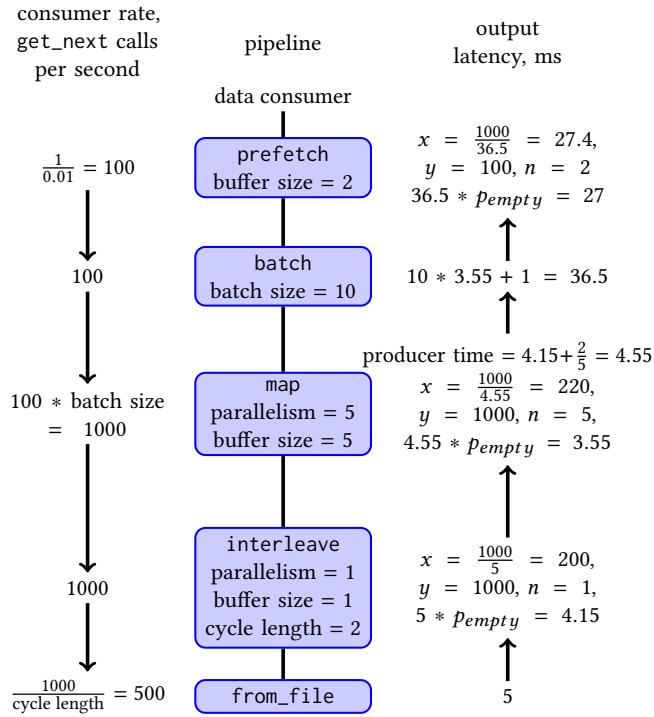 consumer rate,
get_next calls
per second
pipeline
output
latency, ms
data consumer
1/0.01 = 100
prefetch
buffer size = 2
x = 1000/36.5 = 27.4,
y = 100, n = 2
36.5 * p_empty = 27
100
batch
batch size = 10
10 * 3.55 + 1 = 36.5
producer time = 4.15+2/5 = 4.55
100 * batch size
= 1000
map
parallelism = 5
buffer size = 5
x = 1000/4.55 = 220,
y = 1000, n = 5,
4.55 * p_empty = 3.55
1000
interleave
parallelism = 1
buffer size = 1
cycle length = 2
x = 1000/5 = 200,
y = 1000, n = 1,
5 * p_empty = 4.15
1000/cycle length = 500
from_file
5